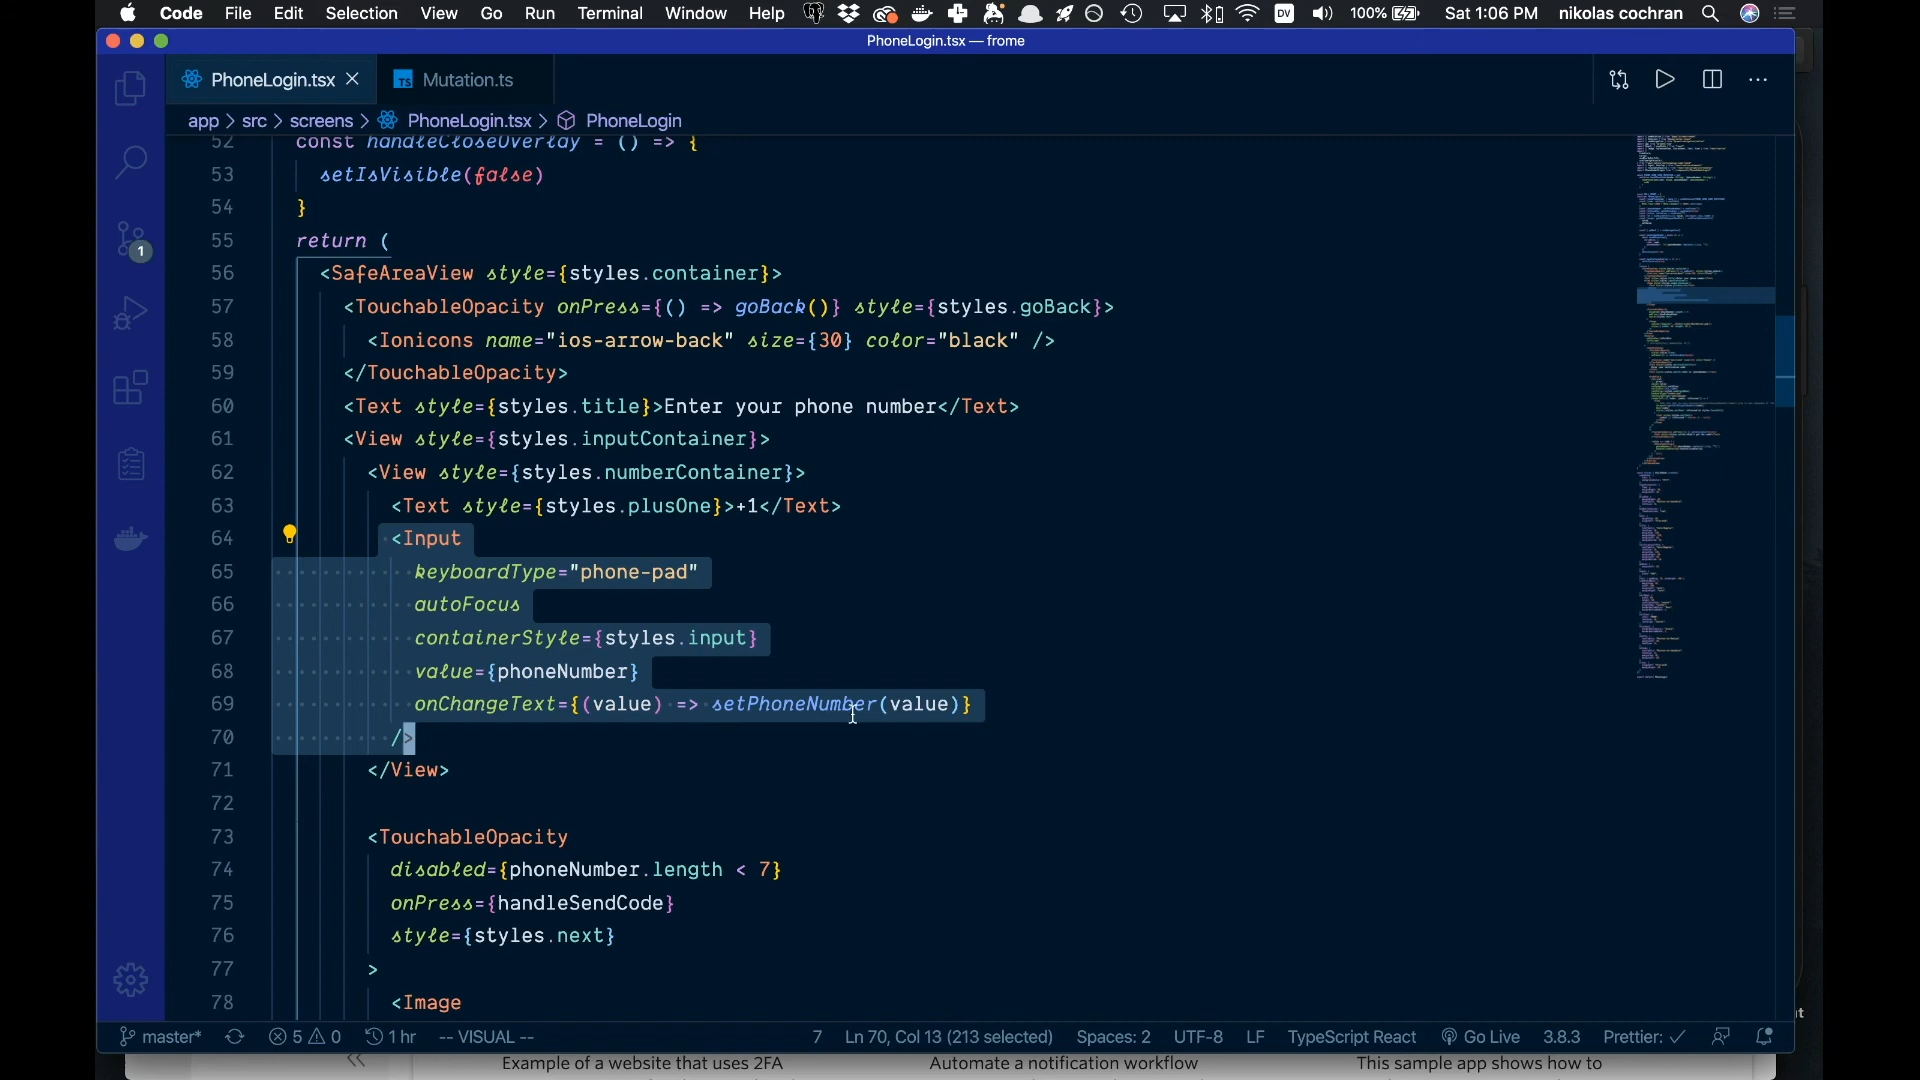 Code File Edit Selection View Go Run Terminal Window Help DV 100% Sat 1:06 PM nikolas cochran
PhoneLogin.tsx — frome
PhoneLogin.tsx TS Mutation.ts
app > src > screens > PhoneLogin.tsx > PhoneLogin
52 const handleCloseOverlay = () => {
53 setIsVisible(false)
54 }
55 return (
56 <SafeAreaView style={styles.container}>
57 <TouchableOpacity onPress={() => goBack()} style={styles.goBack}>
58 <Ionicons name="ios-arrow-back" size={30} color="black" />
59 </TouchableOpacity>
60 <Text style={styles.title}>Enter your phone number</Text>
61 <View style={styles.inputContainer}>
62 <View style={styles.numberContainer}>
63 <Text style={styles.plusOne}>+1</Text>
64 <Input
65 keyboardType="phone-pad"
66 autoFocus
67 containerStyle={styles.input}
68 value={phoneNumber}
69 onChangeText={(value) => setPhoneNumber(value)}
70 />
71 </View>
72
73 <TouchableOpacity
74 disabled={phoneNumber.length < 7}
75 onPress={handleSendCode}
76 style={styles.next}
77 >
78 <Image
1
master* 5 0 1 hr -- VISUAL -- 7 Ln 70, Col 13 (213 selected) Spaces: 2 UTF-8 LF TypeScript React Go Live 3.8.3 Prettier: ✓
Example of a website that uses 2FA Automate a notification workflow This sample app shows how to